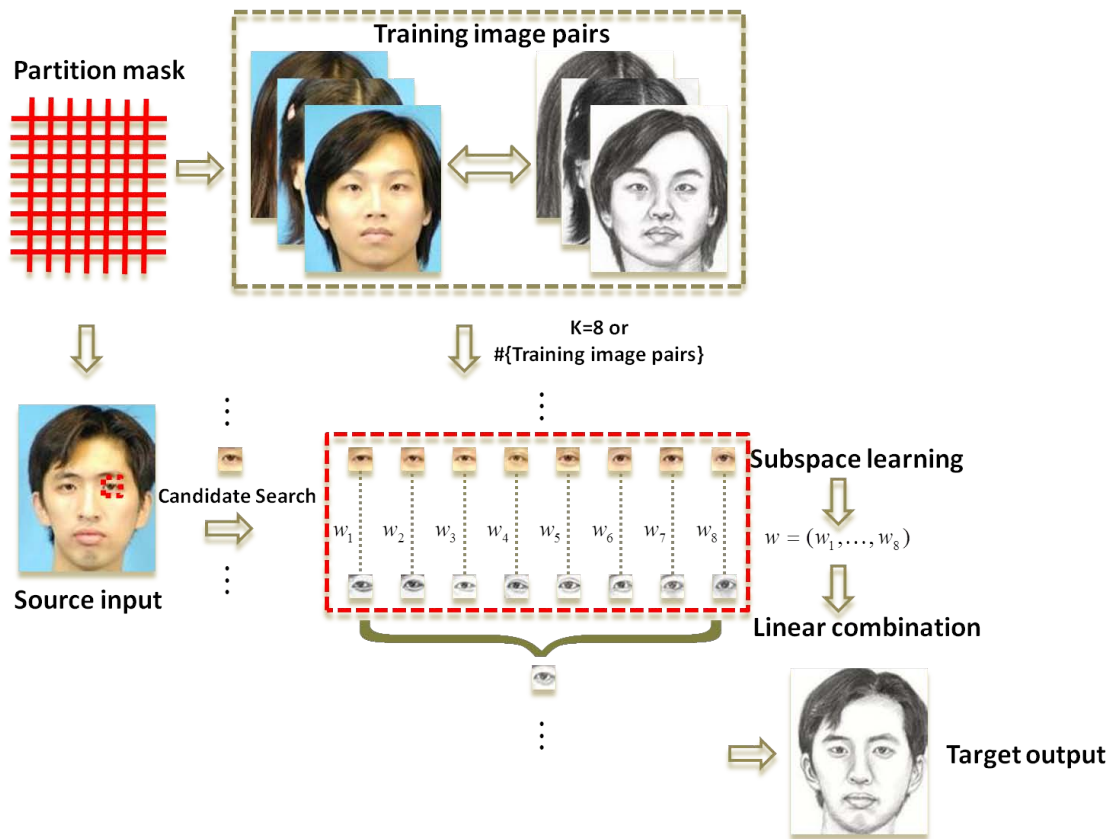 Training image pairs
Partition mask
K=8 or
#{Training image pairs}
Candidate Search
Source input
w1 w2 w3 w4 w5 w6 w7 w8
Subspace learning
w = (w1,…,w8)
Linear combination
Target output